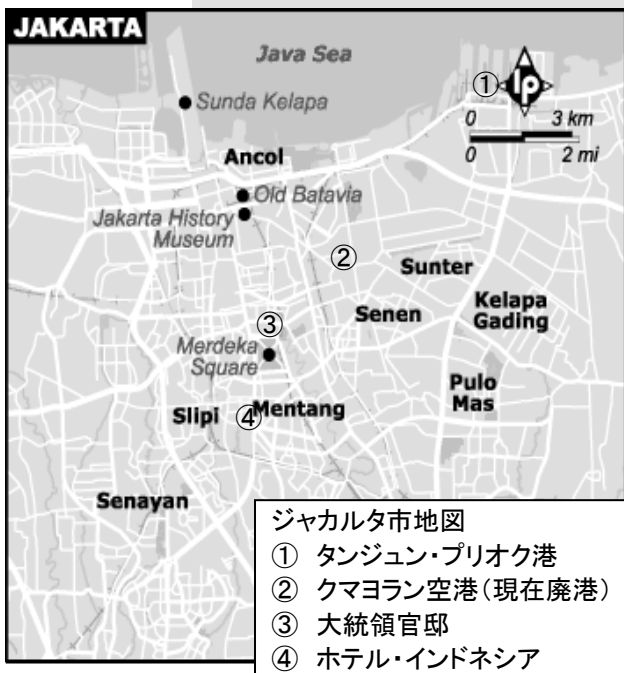 JAKARTA
Java Sea
①
lp
Sunda Kelapa
0 3 km
0 2 mi
Ancol
Old Batavia
Jakarta History
Museum
②
Sunter
Senen
Kelapa
Gading
③
Merdeka
Square
Pulo
Mas
④
Mentang
Slipi
Senayan
ジャカルタ市地図
① タンジュン・プリオク港
② クマヨラン空港（現在廃港）
③ 大統領官邸
④ ホテル・インドネシア